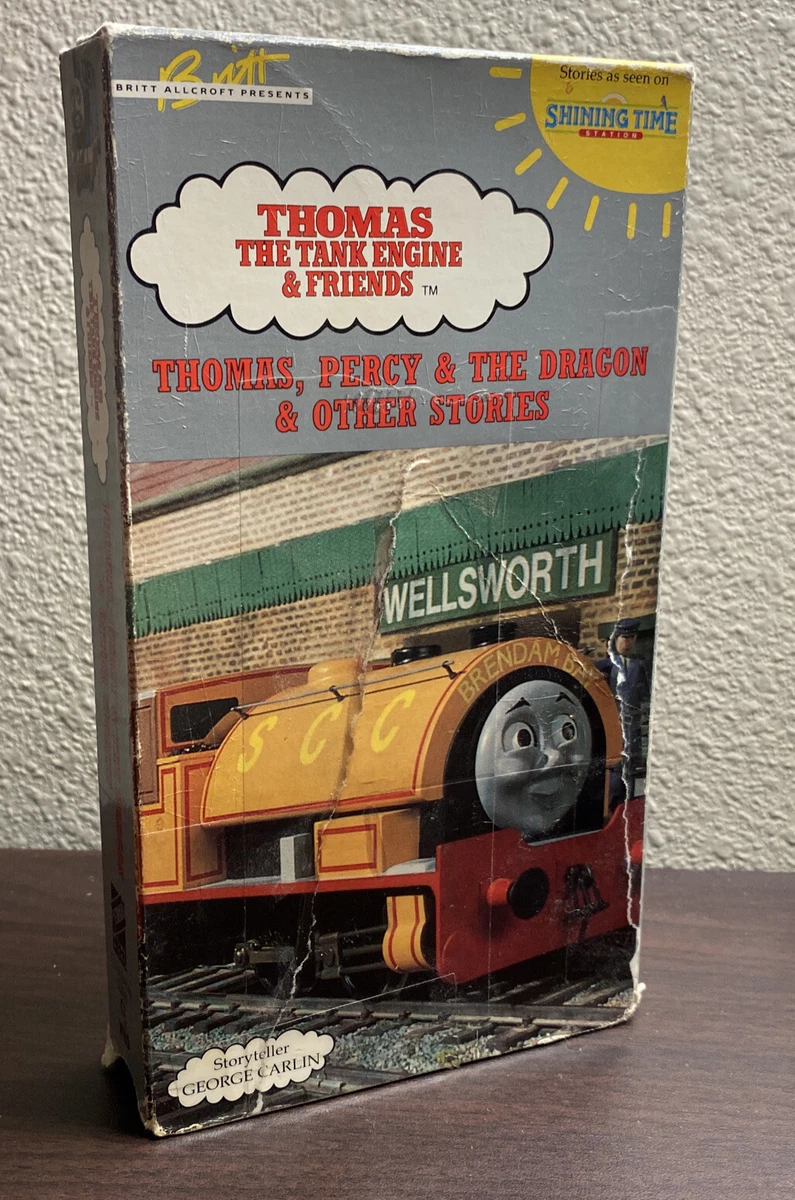 Britt
BRITT ALLCROFT PRESENTS
Stories as seen on
SHINING TIME
STATION
THOMAS
THE TANK ENGINE
& FRIENDS ™
THOMAS, PERCY & THE DRAGON
& OTHER STORIES
WELLSWORTH
BRENDAM BAY
S C C
Storyteller
GEORGE CARLIN